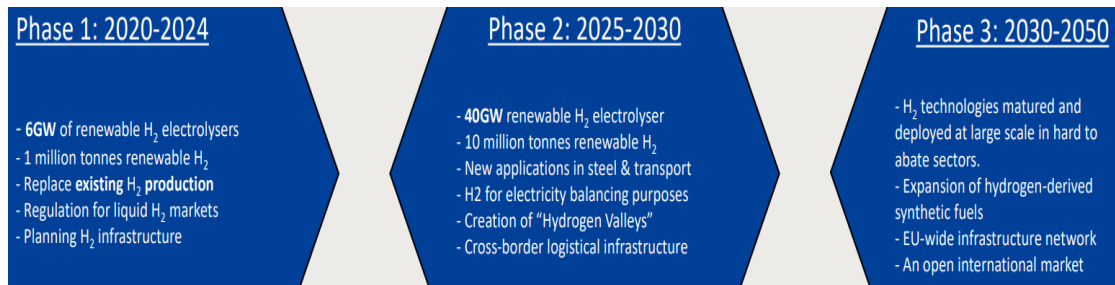 Phase 1: 2020-2024
- 6GW of renewable H₂ electrolysers
- 1 million tonnes renewable H₂
- Replace existing H₂ production
- Regulation for liquid H₂ markets
- Planning H₂ infrastructure
Phase 2: 2025-2030
- 40GW renewable H₂ electrolyser
- 10 million tonnes renewable H₂
- New applications in steel & transport
- H2 for electricity balancing purposes
- Creation of “Hydrogen Valleys”
- Cross-border logistical infrastructure
Phase 3: 2030-2050
- H₂ technologies matured and
deployed at large scale in hard to
abate sectors.
- Expansion of hydrogen-derived
synthetic fuels
- EU-wide infrastructure network
- An open international market